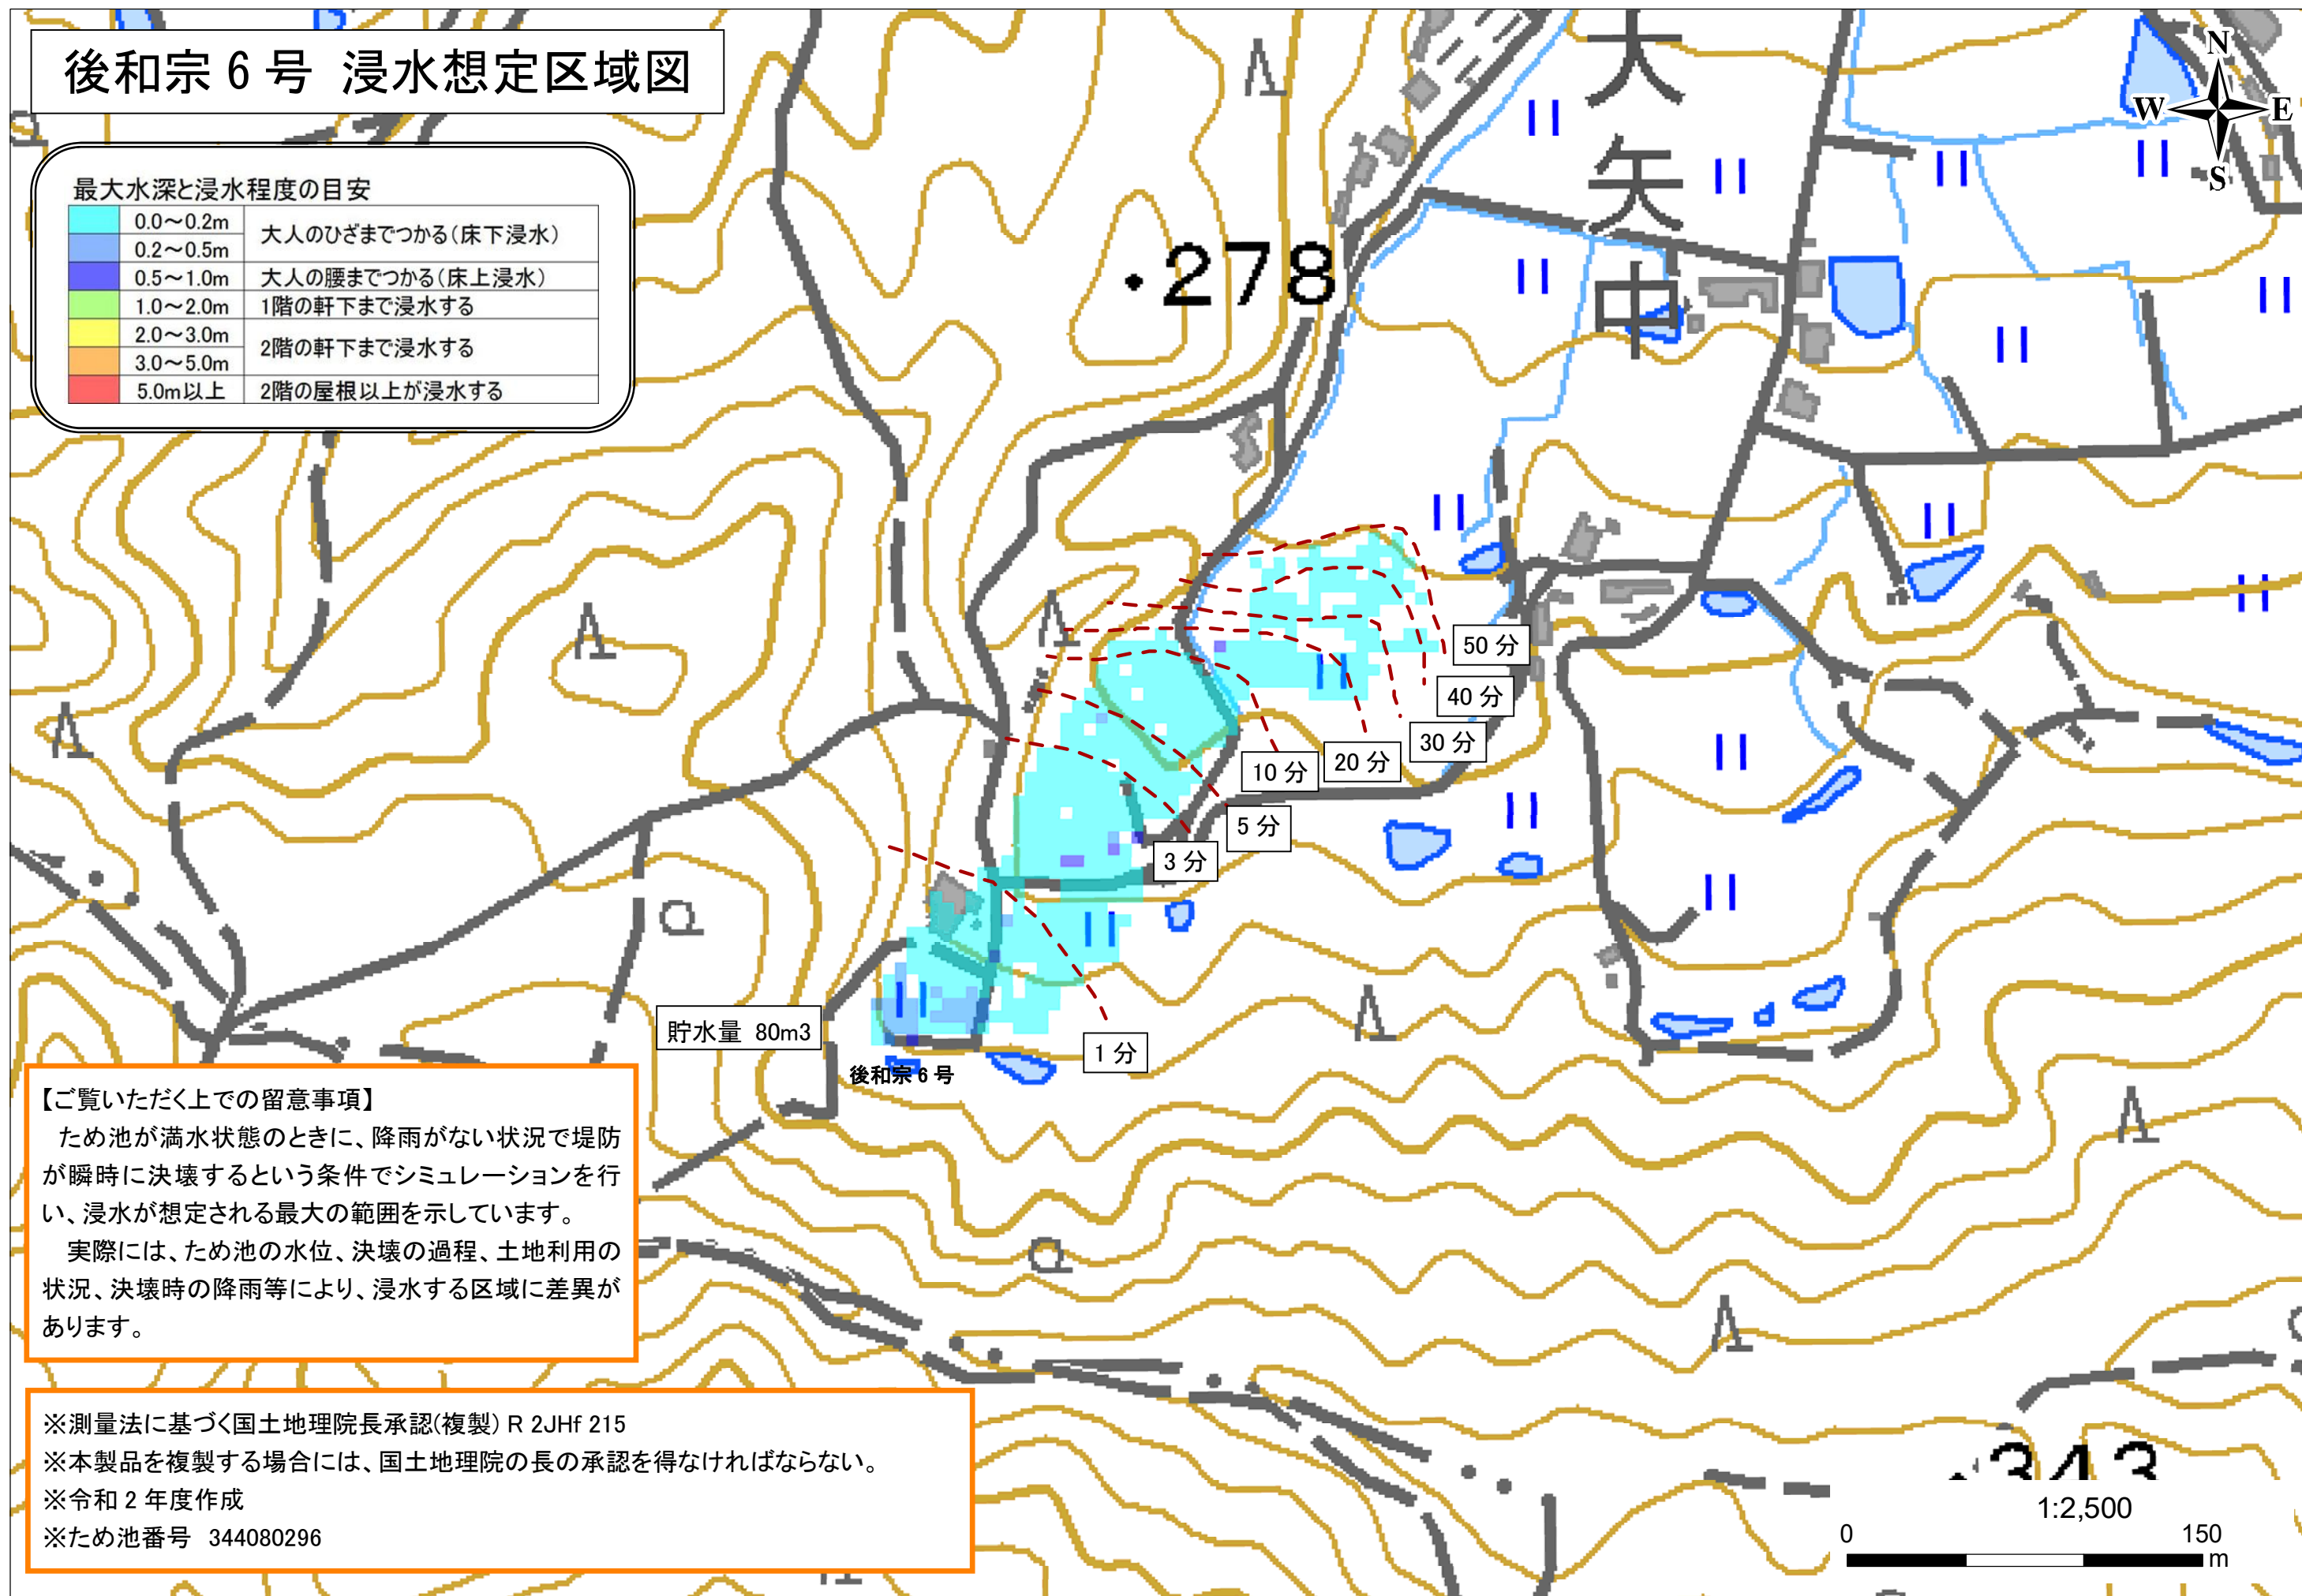 後和宗6号 浸水想定区域図
N
W E
S
最大水深と浸水程度の目安
0.0～0.2m
大人のひざまでつかる(床下浸水)
0.2～0.5m
0.5～1.0m 大人の腰までつかる(床上浸水)
1.0～2.0m 1階の軒下まで浸水する
2.0～3.0m
2階の軒下まで浸水する
3.0～5.0m
5.0m以上 2階の屋根以上が浸水する
大矢中
・278
50 分
40 分
30 分
20 分
10 分
5 分
3 分
1 分
貯水量 80m3
後和宗6号
【ご覧いただく上での留意事項】
ため池が満水状態のときに、降雨がない状況で堤防
が瞬時に決壊するという条件でシミュレーションを行
い、浸水が想定される最大の範囲を示しています。
実際には、ため池の水位、決壊の過程、土地利用の
状況、決壊時の降雨等により、浸水する区域に差異が
あります。
※測量法に基づく国土地理院長承認(複製) R 2JHf 215
※本製品を複製する場合には、国土地理院の長の承認を得なければならない。
※令和2年度作成
※ため池番号 344080296
・343
1:2,500
0 150
m